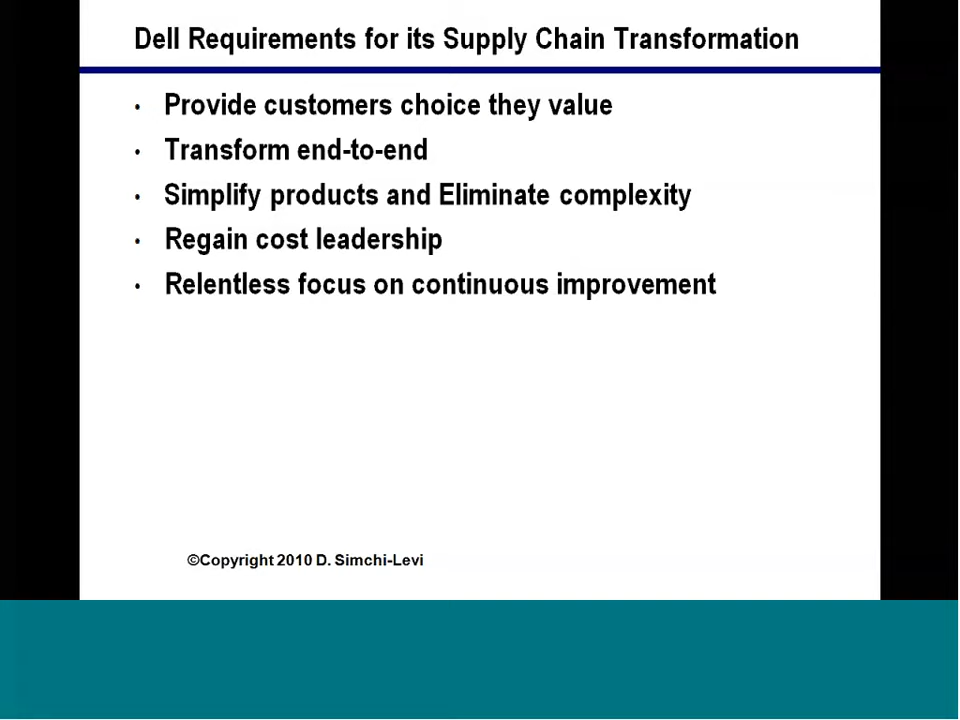 Dell Requirements for its Supply Chain Transformation
• Provide customers choice they value
• Transform end-to-end
• Simplify products and Eliminate complexity
• Regain cost leadership
• Relentless focus on continuous improvement
©Copyright 2010 D. Simchi-Levi